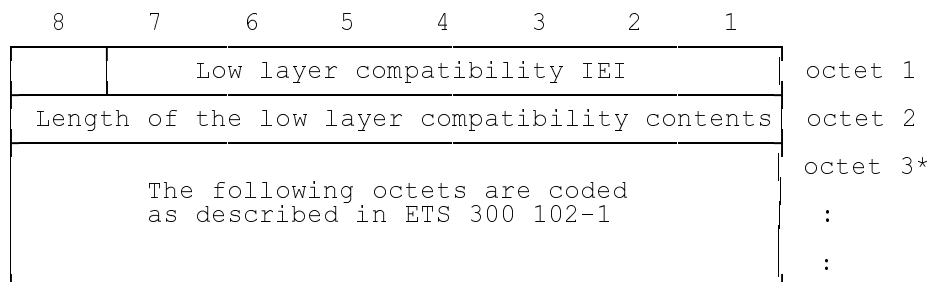 8 7 6 5 4 3 2 1
Low layer compatibility IEI octet 1
Length of the low layer compatibility contents octet 2
octet 3*
The following octets are coded
as described in ETS 300 102-1 :
: